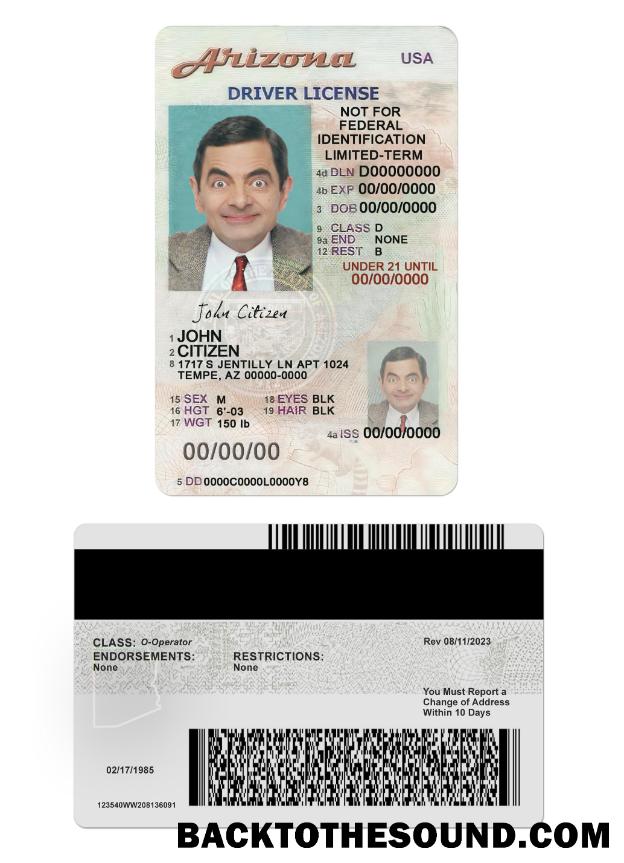 Arizona USA
DRIVER LICENSE
NOT FOR
FEDERAL
IDENTIFICATION
LIMITED-TERM
4d DLN D00000000
4b EXP 00/00/0000
3 DOB 00/00/0000
9 CLASS D
9a END NONE
12 REST B
UNDER 21 UNTIL
00/00/0000
John Citizen
1 JOHN
2 CITIZEN
8 1717 S JENTILLY LN APT 1024
TEMPE, AZ 00000-0000
15 SEX M 18 EYES BLK
16 HGT 6'-03 19 HAIR BLK
17 WGT 150 lb
4a ISS 00/00/0000
00/00/00
5 DD 0000C0000L0000Y8
CLASS: O-Operator Rev 08/11/2023
ENDORSEMENTS: RESTRICTIONS:
None None
You Must Report a
Change of Address
Within 10 Days
02/17/1985
123540WW208136091
BACKTOTHESOUND.COM